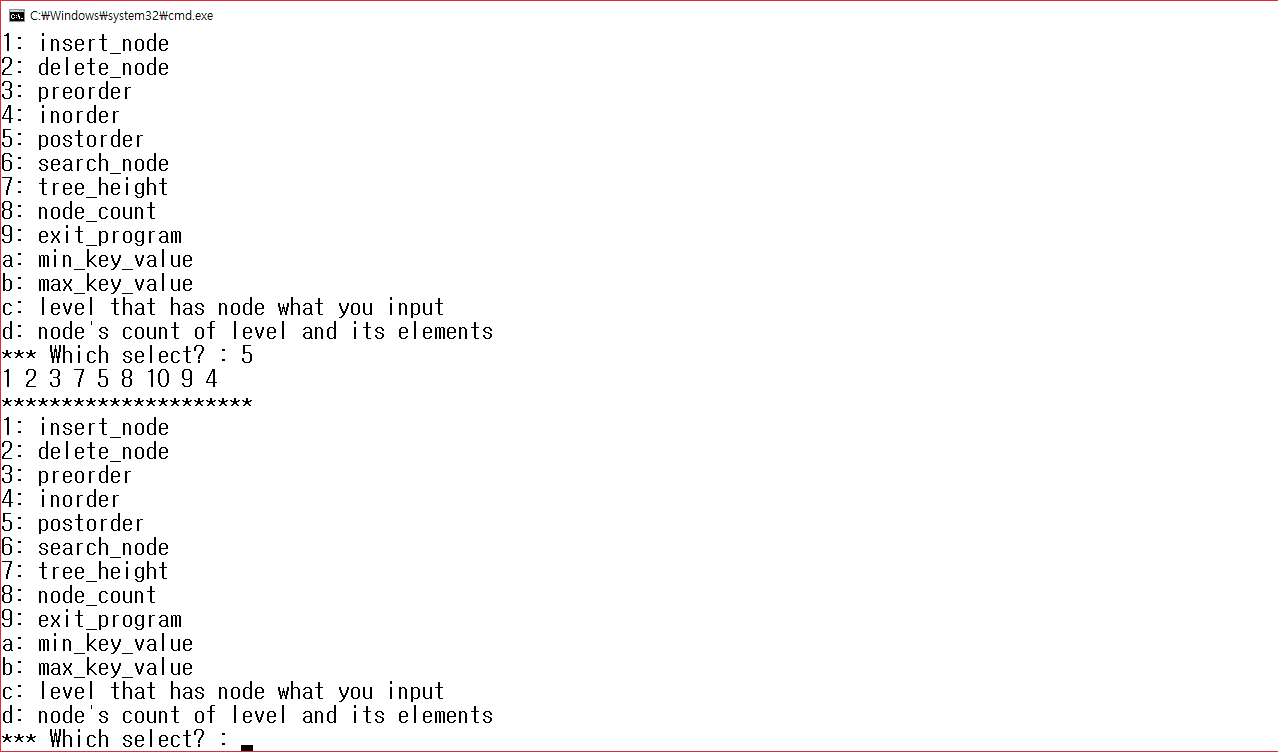 C:₩Windows₩system32₩cmd.exe
1: insert_node
2: delete_node
3: preorder
4: inorder
5: postorder
6: search_node
7: tree_height
8: node_count
9: exit_program
a: min_key_value
b: max_key_value
c: level that has node what you input
d: node's count of level and its elements
*** Which select? : 5
1 2 3 7 5 8 10 9 4
*********************
1: insert_node
2: delete_node
3: preorder
4: inorder
5: postorder
6: search_node
7: tree_height
8: node_count
9: exit_program
a: min_key_value
b: max_key_value
c: level that has node what you input
d: node's count of level and its elements
*** Which select? :